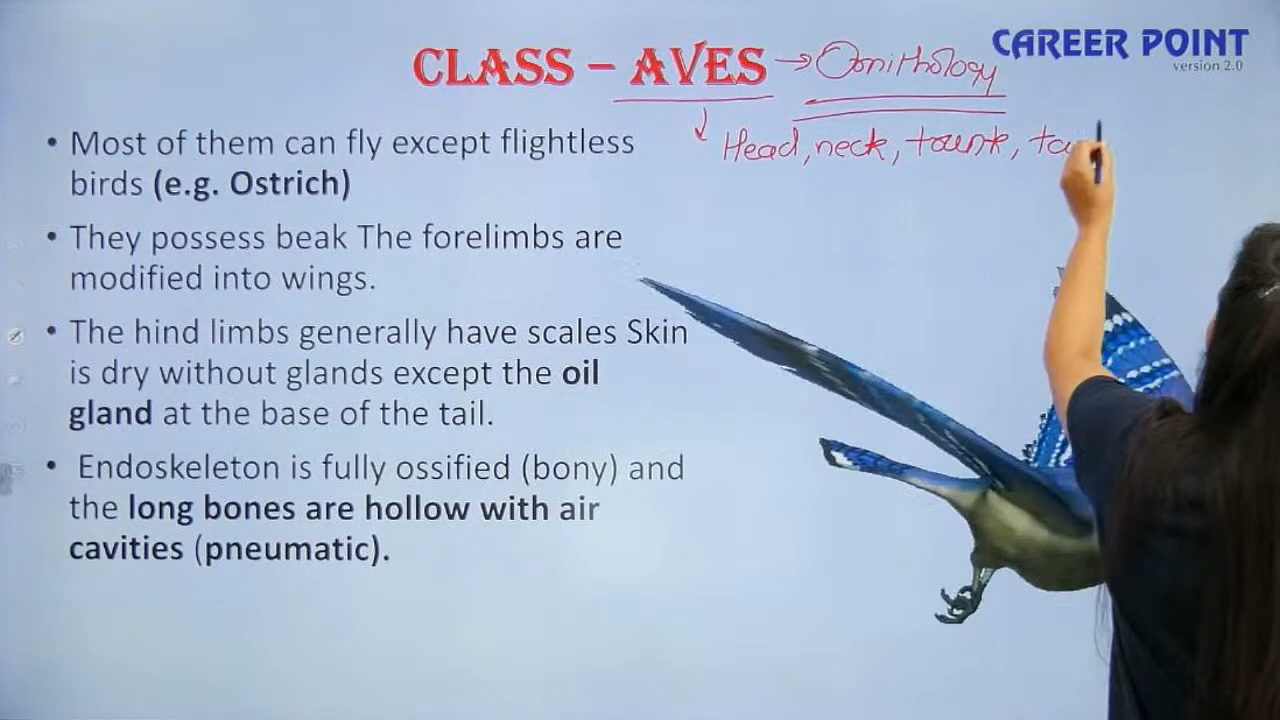 CLASS – AVES → Ornithology
CAREER POINT
version 2.0
Head, neck, trunk, tai
• Most of them can fly except flightless
birds (e.g. Ostrich)
• They possess beak The forelimbs are
modified into wings.
• The hind limbs generally have scales Skin
is dry without glands except the oil
gland at the base of the tail.
• Endoskeleton is fully ossified (bony) and
the long bones are hollow with air
cavities (pneumatic).